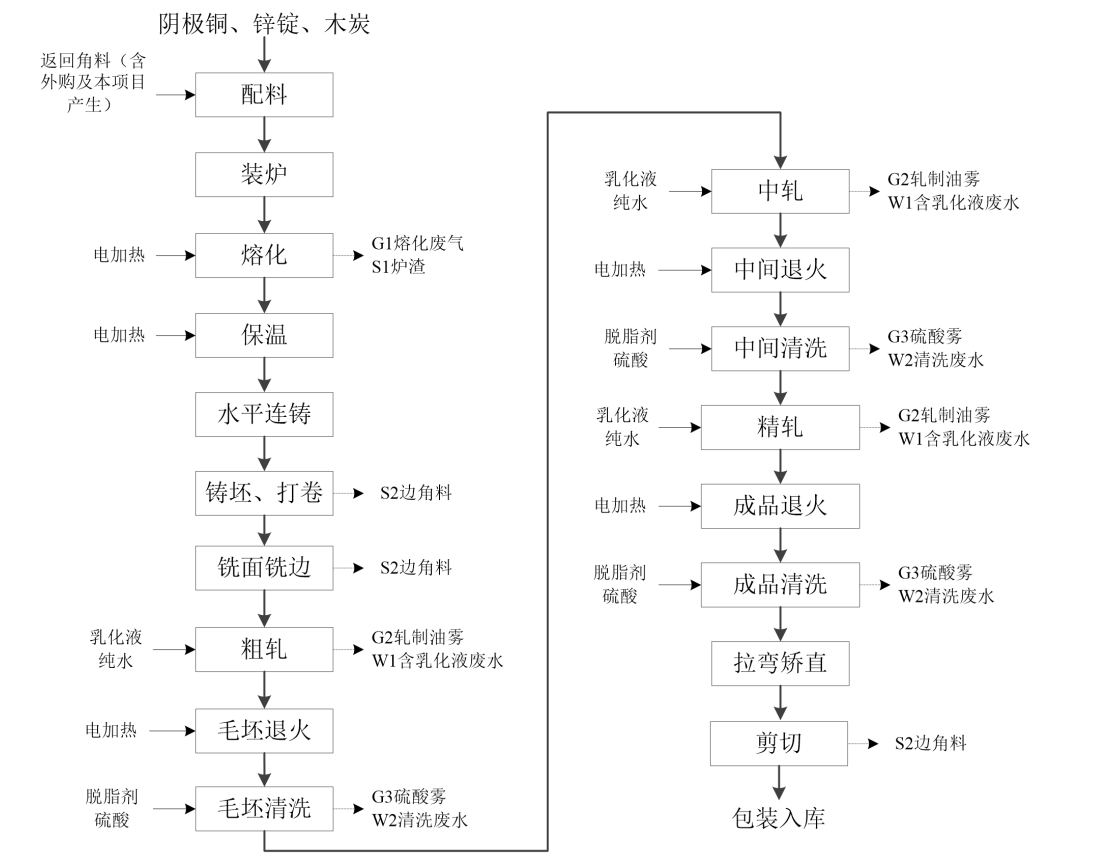 阴极铜、锌锭、木炭
返回角料（含
外购及本项目
产生）
配料
装炉
电加热
熔化
G1熔化废气
S1炉渣
电加热
保温
水平连铸
铸坯、打卷
S2边角料
铣面铣边
S2边角料
乳化液
纯水
粗轧
G2轧制油雾
W1含乳化液废水
电加热
毛坯退火
脱脂剂
硫酸
毛坯清洗
G3硫酸雾
W2清洗废水
乳化液
纯水
中轧
G2轧制油雾
W1含乳化液废水
电加热
中间退火
脱脂剂
硫酸
中间清洗
G3硫酸雾
W2清洗废水
乳化液
纯水
精轧
G2轧制油雾
W1含乳化液废水
电加热
成品退火
脱脂剂
硫酸
成品清洗
G3硫酸雾
W2清洗废水
拉弯矫直
剪切
S2边角料
包装入库